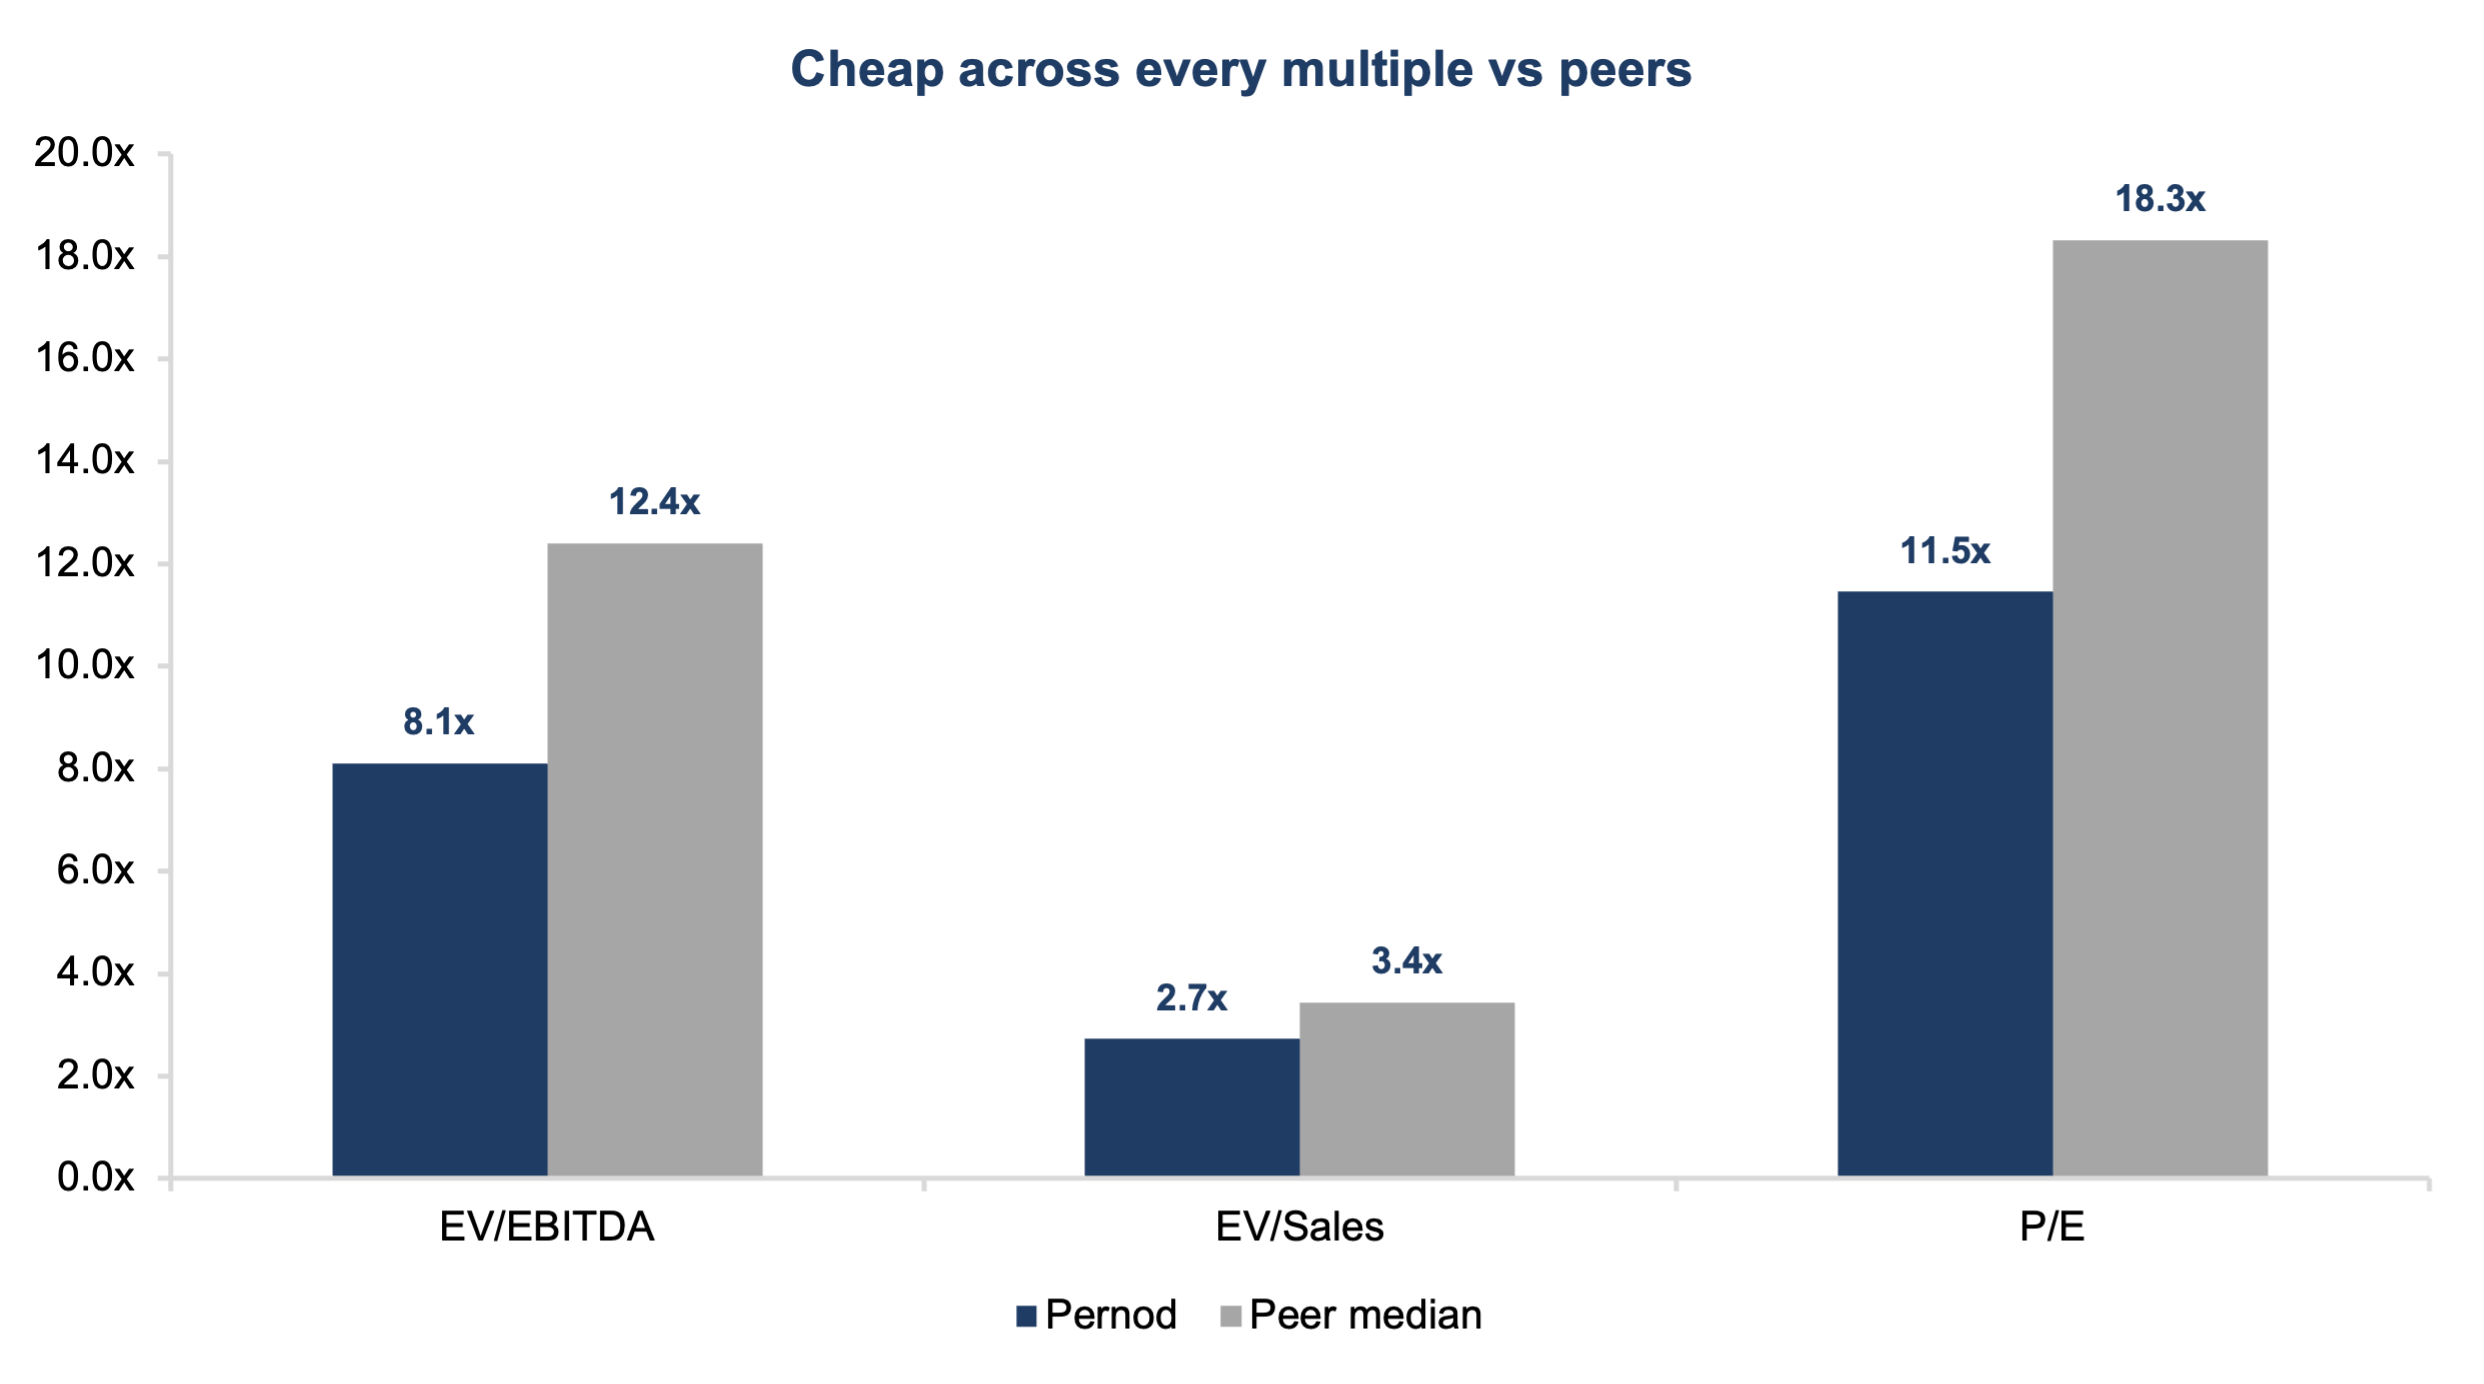 Cheap across every multiple vs peers
20.0x
18.0x
16.0x
14.0x
12.0x
10.0x
8.0x
6.0x
4.0x
2.0x
0.0x
8.1x
12.4x
2.7x
3.4x
11.5x
18.3x
EV/EBITDA
EV/Sales
P/E
Pernod
Peer median